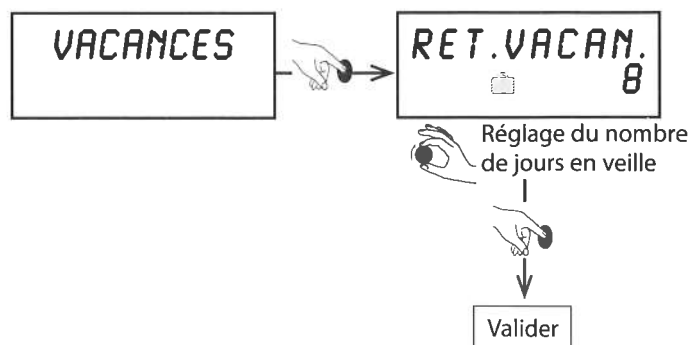 VACANCES
RET.VACAN.
8
Réglage du nombre
de jours en veille
Valider